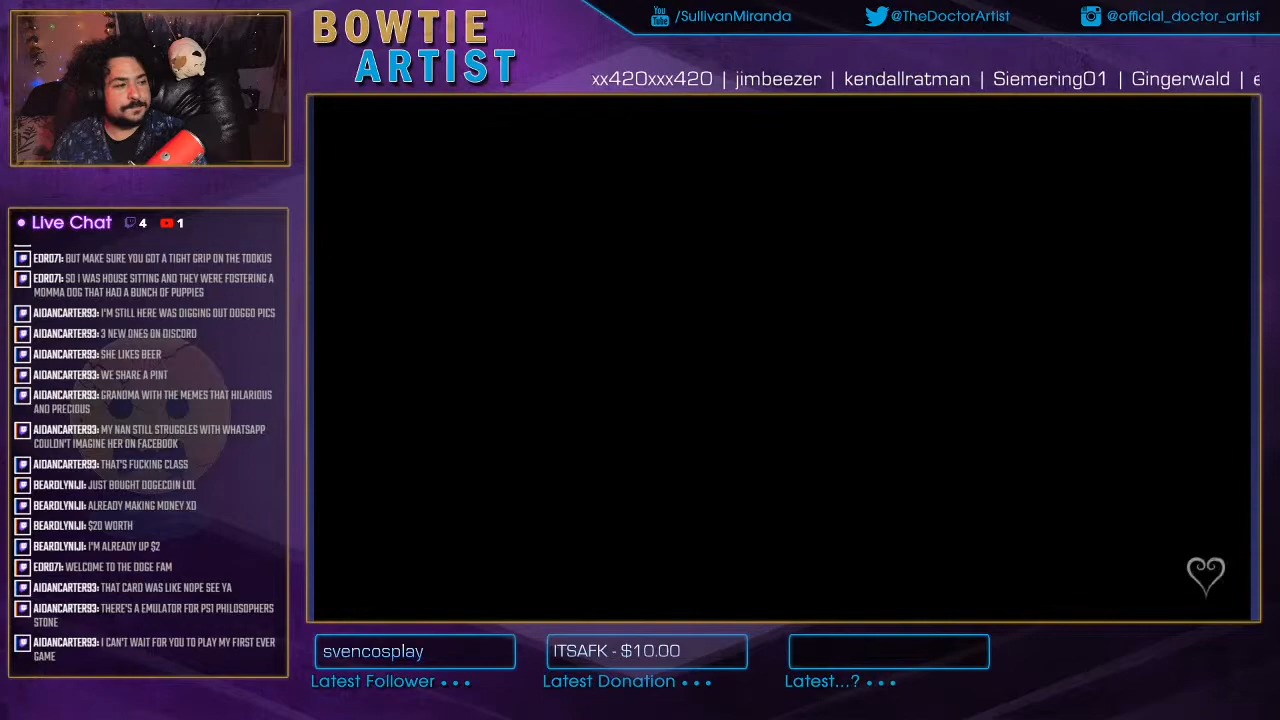 BOWTIE
ARTIST
You Tube /SullivanMiranda
@TheDoctorArtist
@official_doctor_artist
xx420xxx420 | jimbeezer | kendallratman | Siemering01 | Gingerwald |
Live Chat 4 1
EDRO71: BUT MAKE SURE YOU GOT A TIGHT GRIP ON THE TOOKUS
EDRO71: SO I WAS HOUSE SITTING AND THEY WERE FOSTERING A
MOMMA DOG THAT HAD A BUNCH OF PUPPIES
AIDANCARTER93: I'M STILL HERE WAS DIGGING OUT DOGGO PICS
AIDANCARTER93: 3 NEW ONES ON DISCORD
AIDANCARTER93: SHE LIKES BEER
AIDANCARTER93: WE SHARE A PINT
AIDANCARTER93: GRANDMA WITH THE MEMES THAT HILARIOUS
AND PRECIOUS
AIDANCARTER93: MY NAN STILL STRUGGLES WITH WHATSAPP
COULDN'T IMAGINE HER ON FACEBOOK
AIDANCARTER93: THAT'S FUCKING CLASS
BEARDLYNIJI: JUST BOUGHT DOGECOIN LOL
BEARDLYNIJI: ALREADY MAKING MONEY XD
BEARDLYNIJI: $20 WORTH
BEARDLYNIJI: I'M ALREADY UP $2
EDRO71: WELCOME TO THE DOGE FAM
AIDANCARTER93: THAT CARD WAS LIKE NOPE SEE YA
AIDANCARTER93: THERE'S A EMULATOR FOR PS1 PHILOSOPHERS
STONE
AIDANCARTER93: I CAN'T WAIT FOR YOU TO PLAY MY FIRST EVER
GAME
svencosplay
Latest Follower •••
ITSAFK - $10.00
Latest Donation •••
Latest...? •••